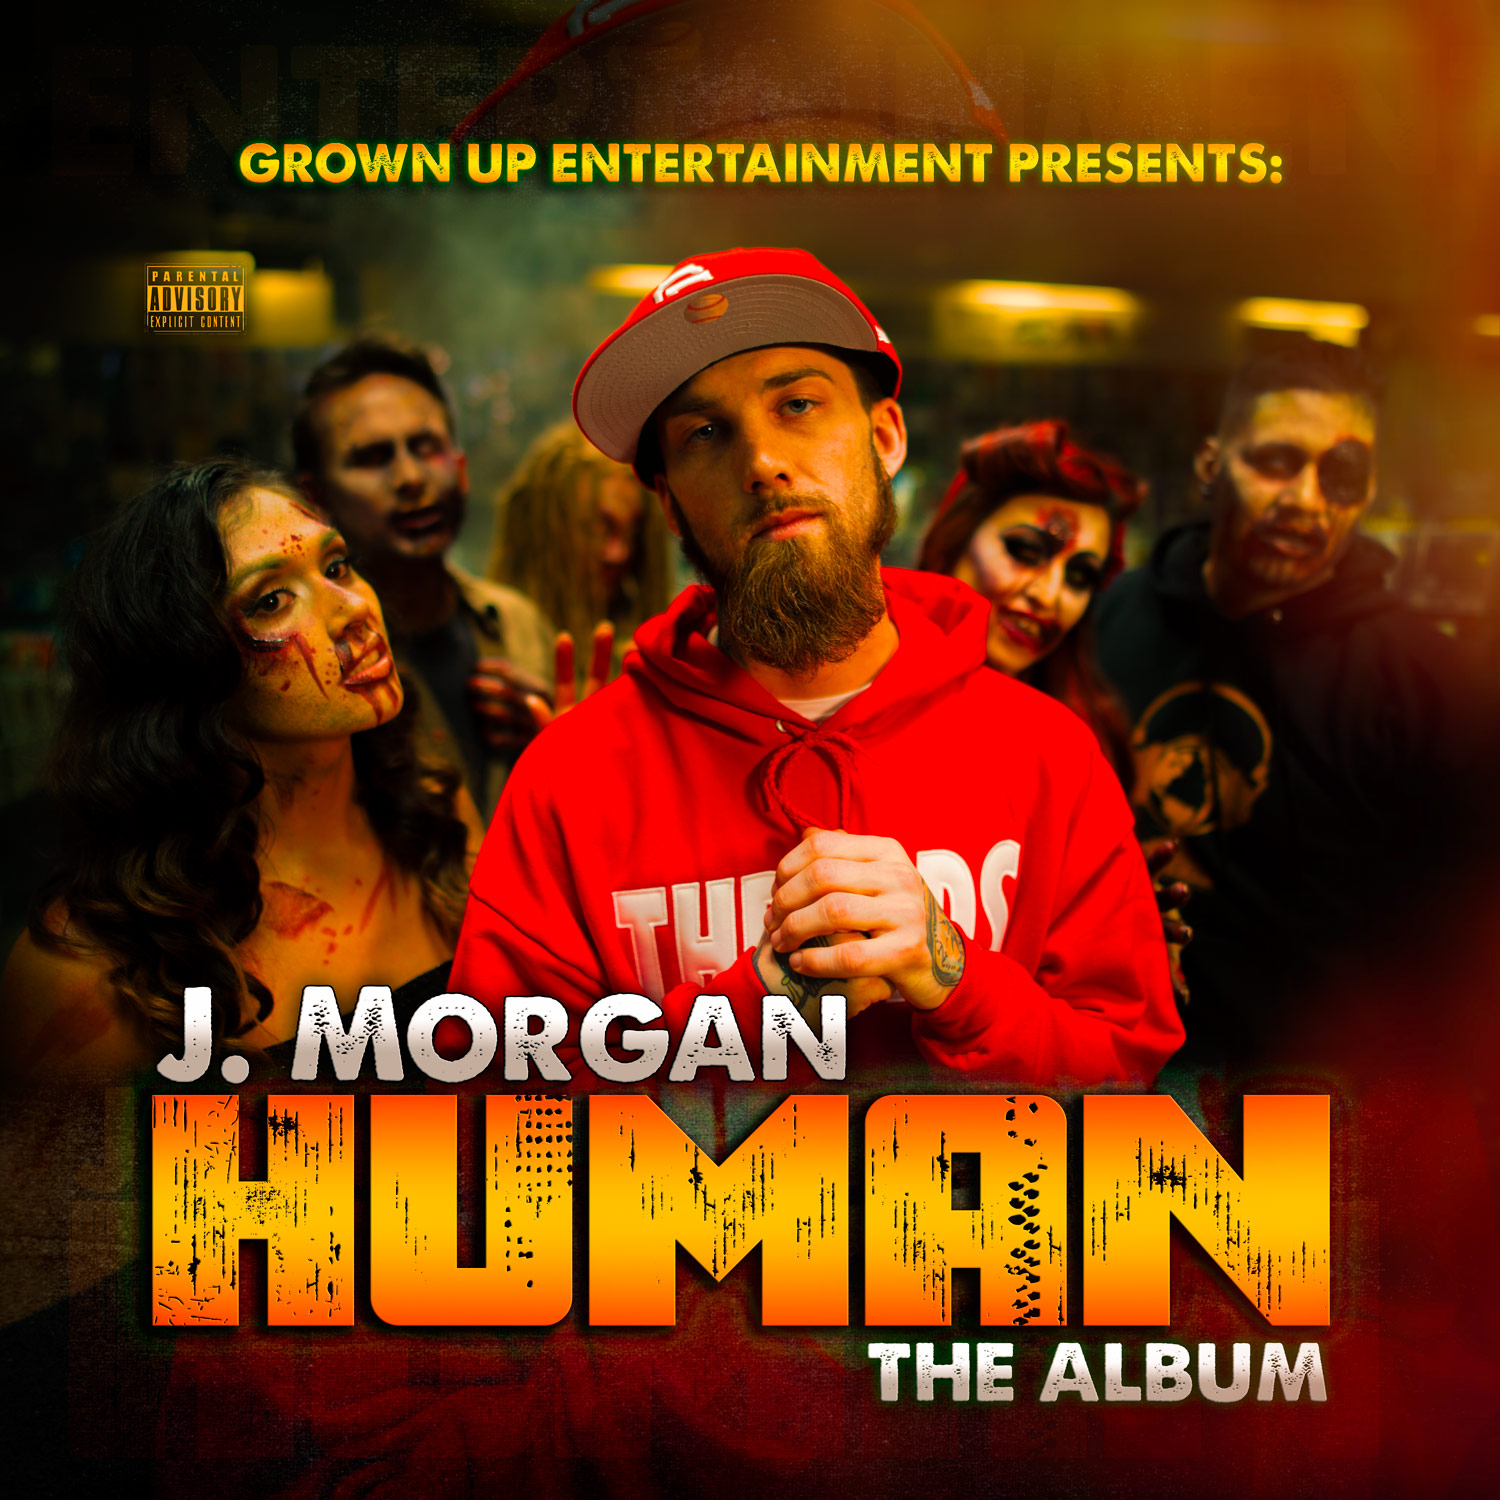 GROWN UP ENTERTAINMENT PRESENTS:
PARENTAL
ADVISORY
EXPLICIT CONTENT
J. MORGAN
HUMAN
THE ALBUM